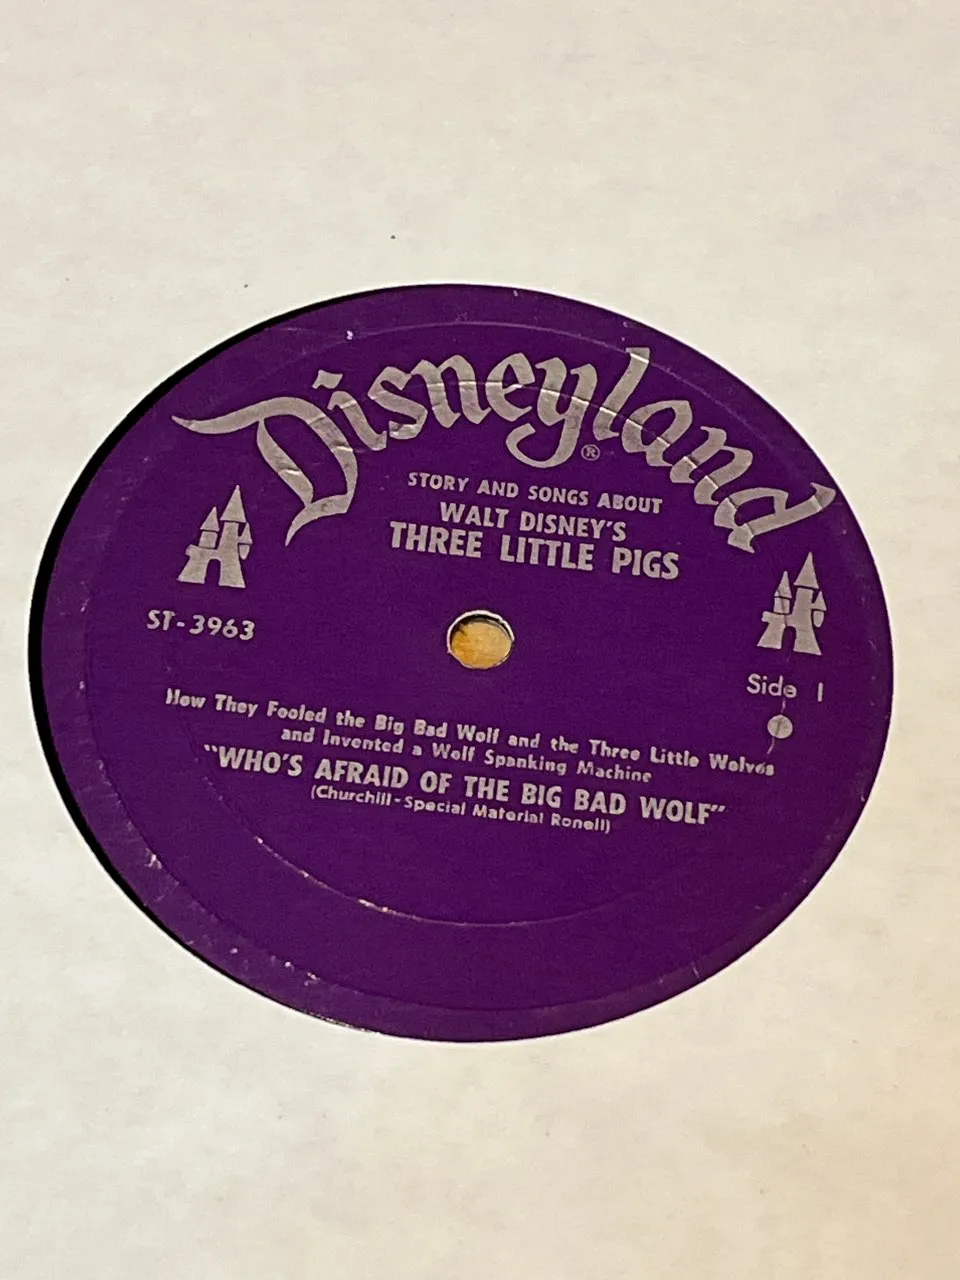 Disneyland®
STORY AND SONGS ABOUT
WALT DISNEY'S
THREE LITTLE PIGS
ST-3963
Side 1
How They Fooled the Big Bad Wolf and the Three Little Wolves
and Invented a Wolf Spanking Machine
"WHO'S AFRAID OF THE BIG BAD WOLF"
(Churchill-Special Material Ronell)